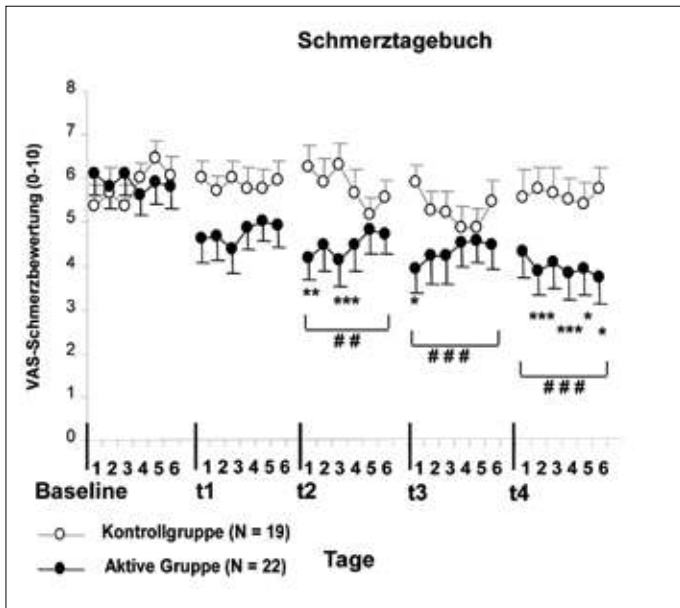 Schmerztagebuch
VAS-Schmerzbewertung (0-10)
8
7
6
5
4
3
2
1
0
** *** * *** *** * *
## ### ###
1 2 3 4 5 6 1 2 3 4 5 6 1 2 3 4 5 6 1 2 3 4 5 6 1 2 3 4 5 6
Baseline t1 t2 t3 t4
Kontrollgruppe (N = 19)
Aktive Gruppe (N = 22)
Tage